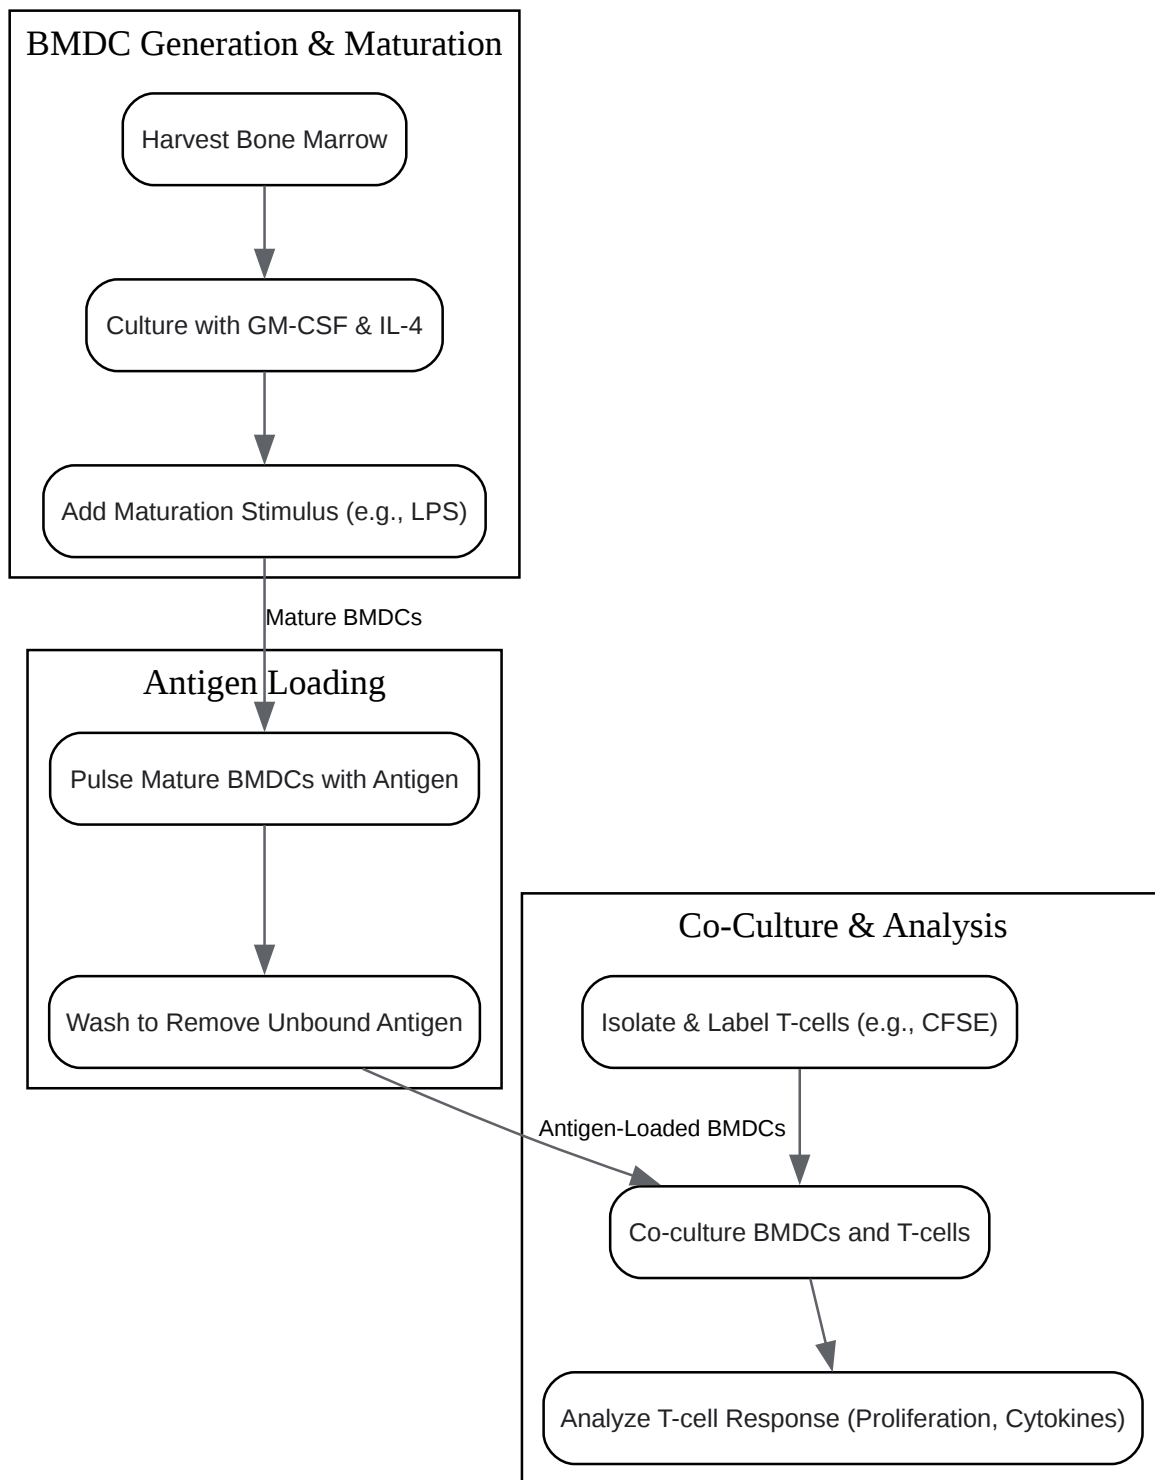 BMDC Generation & Maturation
Harvest Bone Marrow
Culture with GM-CSF & IL-4
Add Maturation Stimulus (e.g., LPS)
Mature BMDCs
Antigen Loading
Pulse Mature BMDCs with Antigen
Wash to Remove Unbound Antigen
Co-Culture & Analysis
Isolate & Label T-cells (e.g., CFSE)
Antigen-Loaded BMDCs
Co-culture BMDCs and T-cells
Analyze T-cell Response (Proliferation, Cytokines)